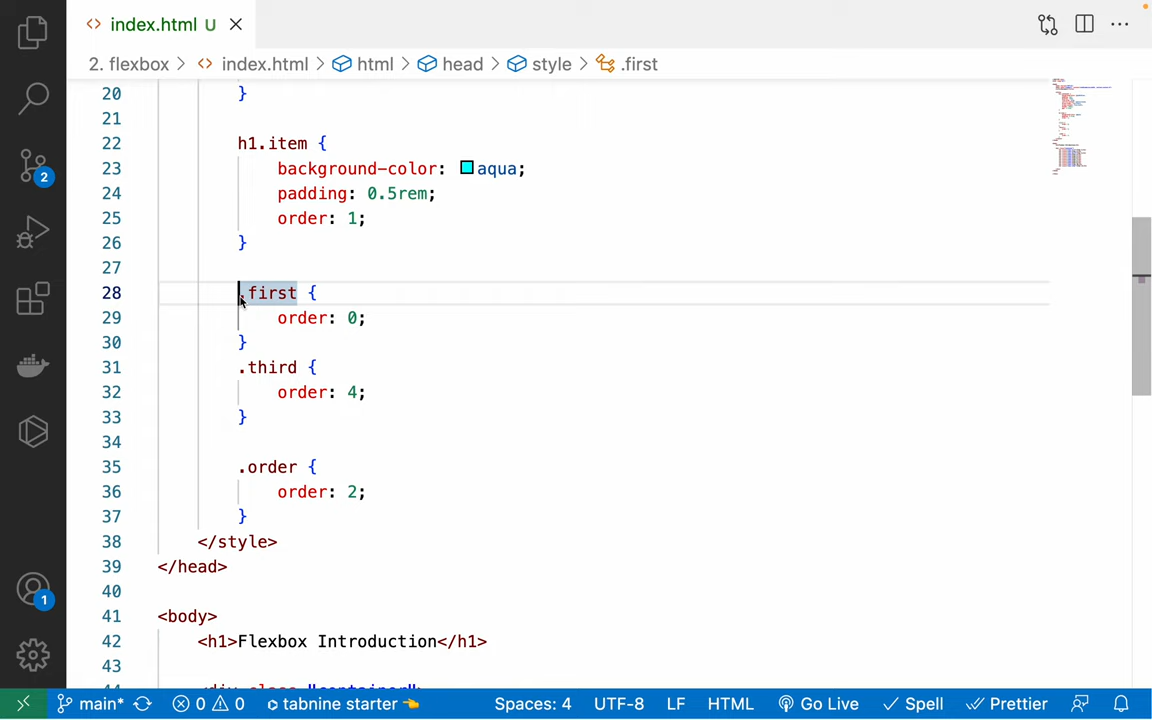 index.html U
2. flexbox > index.html > html > head > style > .first
20 }
21
22 h1.item {
23 background-color: aqua;
24 padding: 0.5rem;
25 order: 1;
26 }
27
28 .first {
29 order: 0;
30 }
31 .third {
32 order: 4;
33 }
34
35 .order {
36 order: 2;
37 }
38 </style>
39 </head>
40
41 <body>
42 <h1>Flexbox Introduction</h1>
43
44 <div class="container">
2
1
main* 0 0 tabnine starter Spaces: 4 UTF-8 LF HTML Go Live Spell Prettier